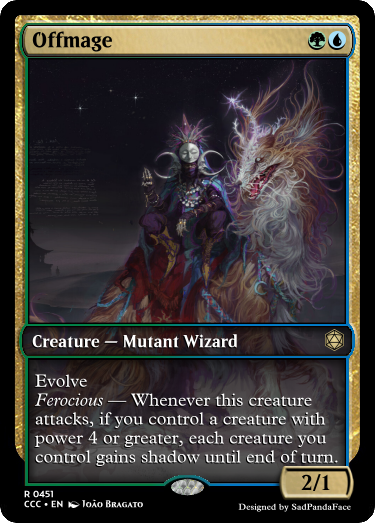 Offmage
Creature — Mutant Wizard
Evolve
Ferocious — Whenever this creature
attacks, if you control a creature with
power 4 or greater, each creature you
control gains shadow until end of turn.
2/1
R 0451
CCC • EN João Bragato
Designed by SadPandaFace